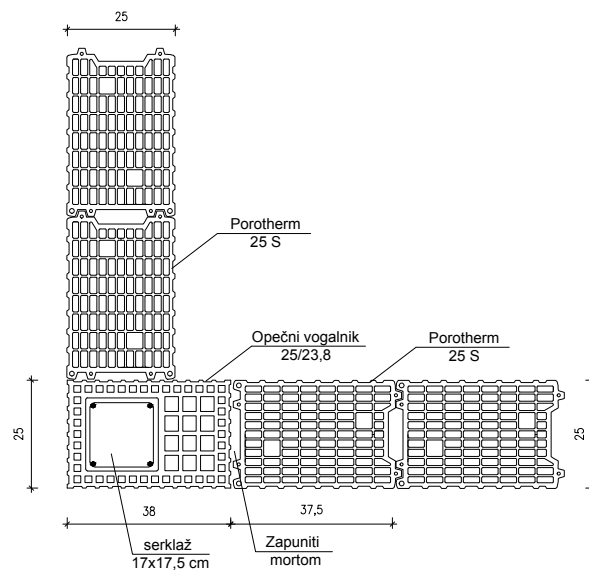 25
Porotherm
25 S
Opečni vogalnik
25/23,8
Porotherm
25 S
25
25
38
37,5
serklaž
17x17,5 cm
Zapuniti
mortom